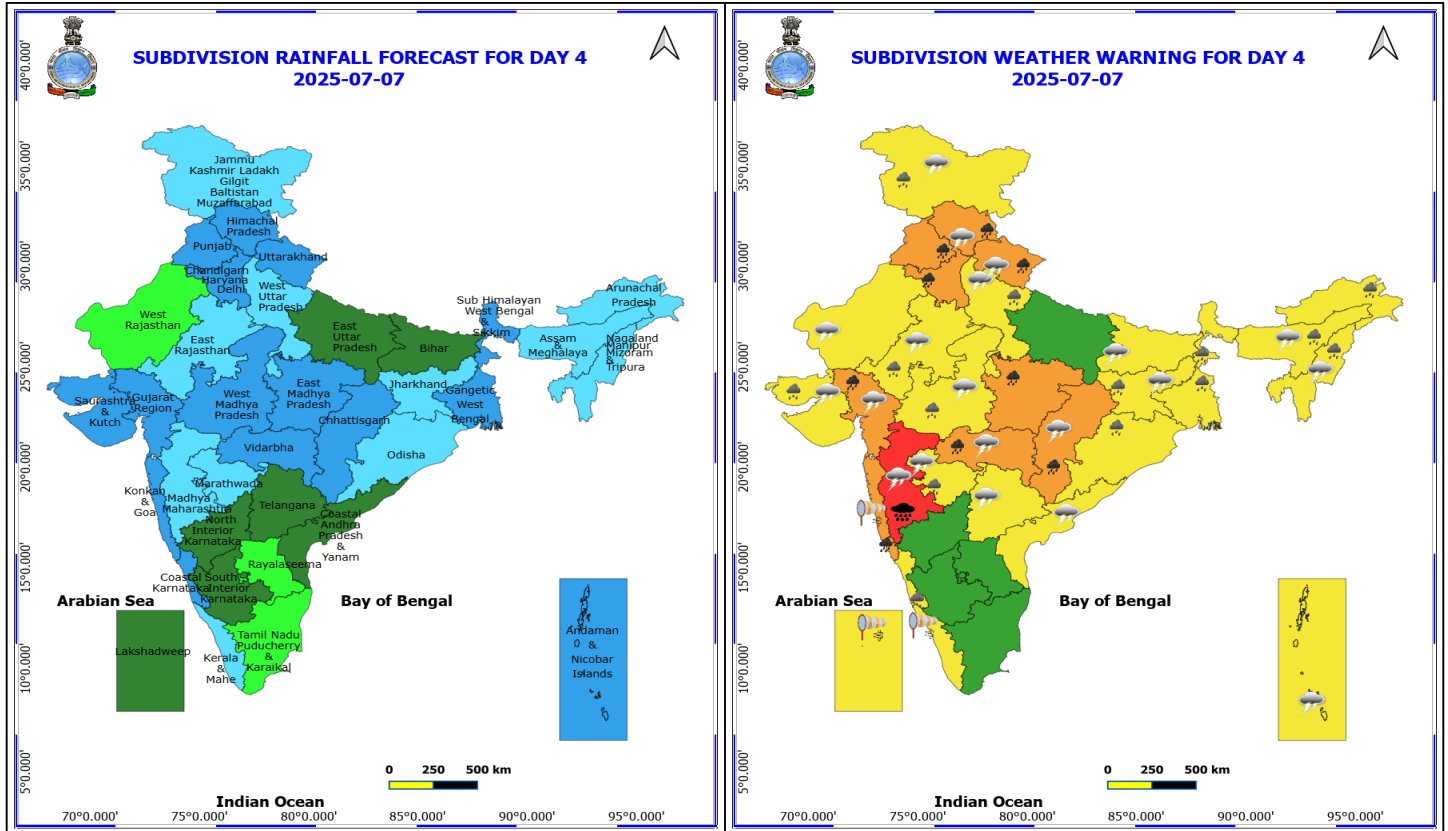 SUBDIVISION RAINFALL FORECAST FOR DAY 4
2025-07-07
40°0.000'
35°0.000'
30°0.000'
25°0.000'
20°0.000'
15°0.000'
10°0.000'
5°0.000'
Jammu
Kashmir Ladakh
Gilgit
Baltistan
Muzaffarabad
Himachal
Pradesh
Punjab
Uttarakhand
Chandigarh
Haryana
Delhi
West
Uttar
Pradesh
West
Rajasthan
East
Rajasthan
East
Uttar
Pradesh
Bihar
Sub Himalayan
West Bengal
&
Sikkim
Arunachal
Pradesh
Assam
&
Meghalaya
Nagaland
Manipur
Mizoram
&
Tripura
Saurashtra
&
Kutch
Gujarat
Region
West
Madhya
Pradesh
East
Madhya
Pradesh
Jharkhand
Gangetic
West
Bengal
Chhattisgarh
Vidarbha
Odisha
Konkan
&
Goa
Madhya
Maharashtra
Marathwada
Telangana
North
Interior
Karnataka
Coastal
Andhra
Pradesh
&
Yanam
Rayalaseema
Coastal
Karnataka
South
Interior
Karnataka
Arabian Sea
Bay of Bengal
Lakshadweep
Tamil Nadu
Puducherry
&
Karaikal
Kerala
&
Mahe
Andaman
&
Nicobar
Islands
0 250 500 km
Indian Ocean
70°0.000' 75°0.000' 80°0.000' 85°0.000' 90°0.000' 95°0.000'
SUBDIVISION WEATHER WARNING FOR DAY 4
2025-07-07
40°0.000'
35°0.000'
30°0.000'
25°0.000'
20°0.000'
15°0.000'
10°0.000'
5°0.000'
Arabian Sea
Bay of Bengal
0 250 500 km
Indian Ocean
70°0.000' 75°0.000' 80°0.000' 85°0.000' 90°0.000' 95°0.000'